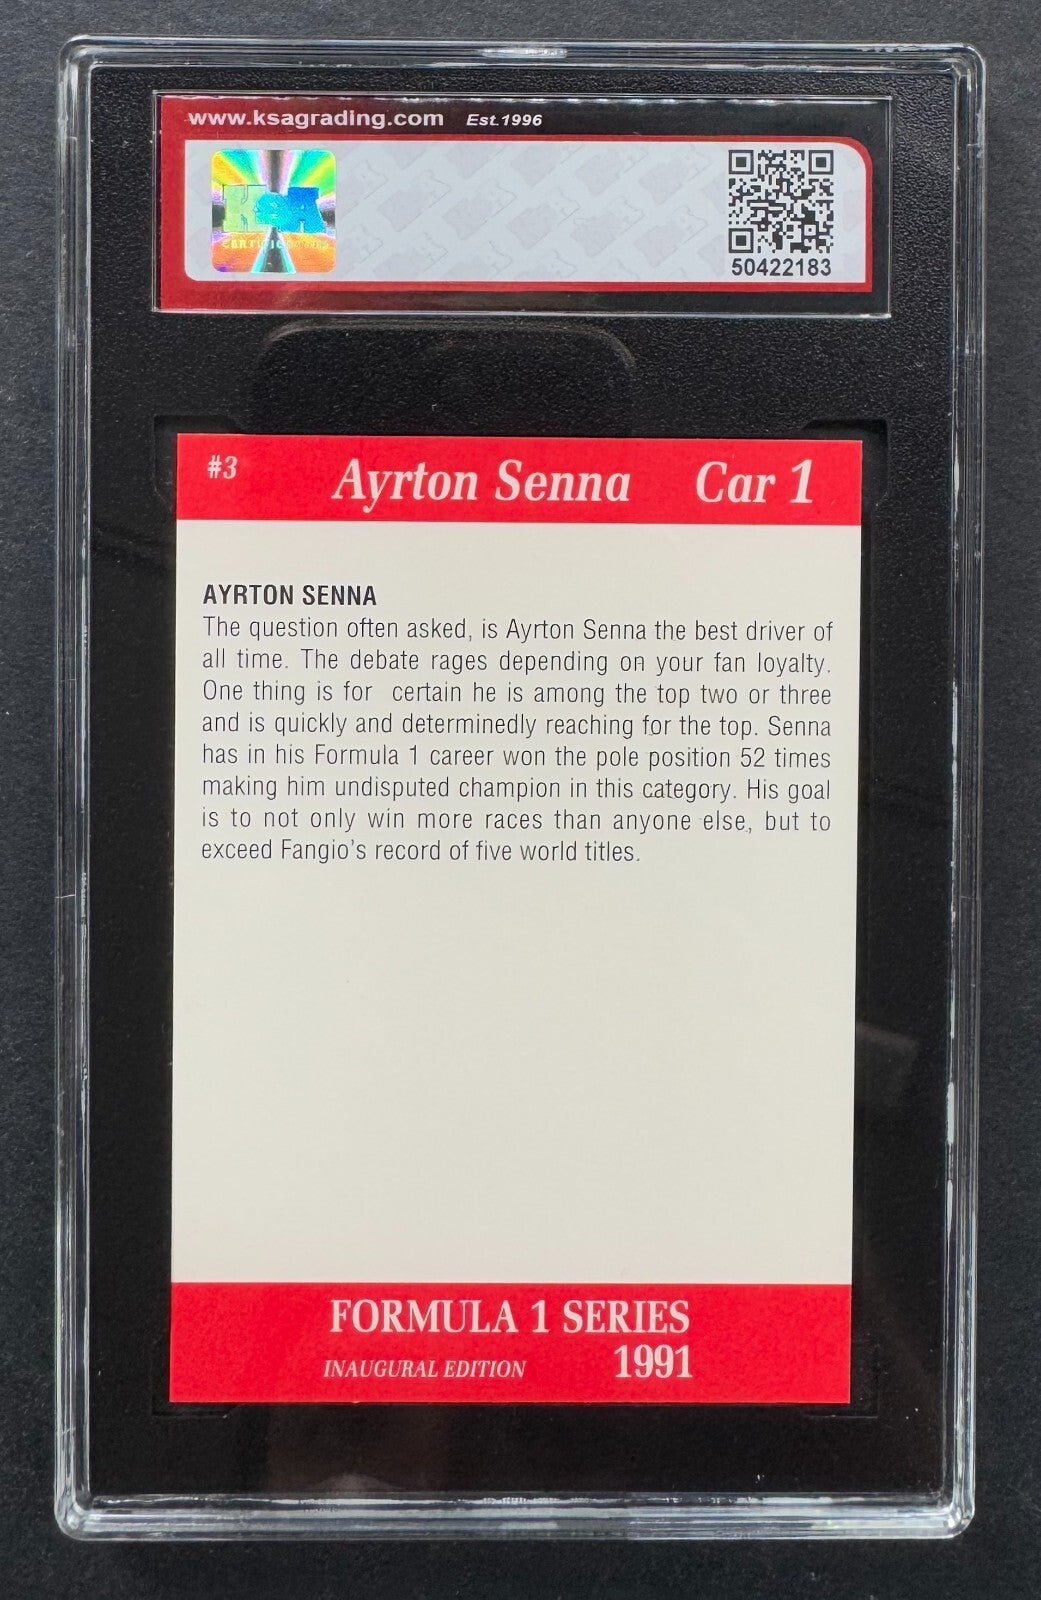 www.ksagrading.com Est.1996
KSA
50422183
#3 Ayrton Senna Car 1
AYRTON SENNA
The question often asked, is Ayrton Senna the best driver of
all time. The debate rages depending on your fan loyalty.
One thing is for certain he is among the top two or three
and is quickly and determinedly reaching for the top. Senna
has in his Formula 1 career won the pole position 52 times
making him undisputed champion in this category. His goal
is to not only win more races than anyone else., but to
exceed Fangio's record of five world titles.
FORMULA 1 SERIES
INAUGURAL EDITION 1991